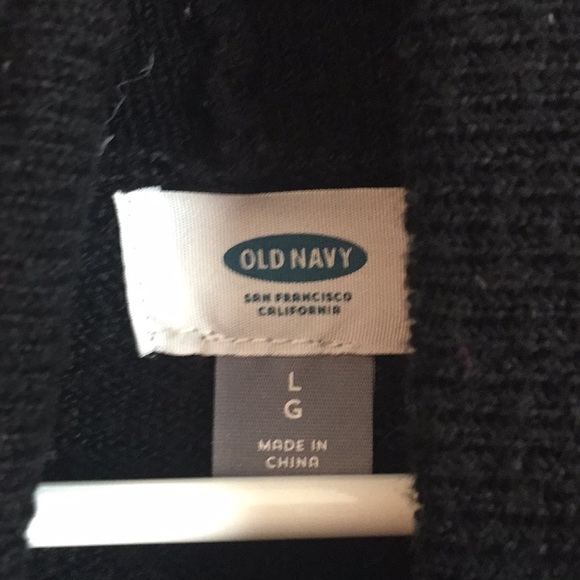 OLD NAVY
SAN FRANCISCO
CALIFORNIA
L
G
MADE IN
CHINA